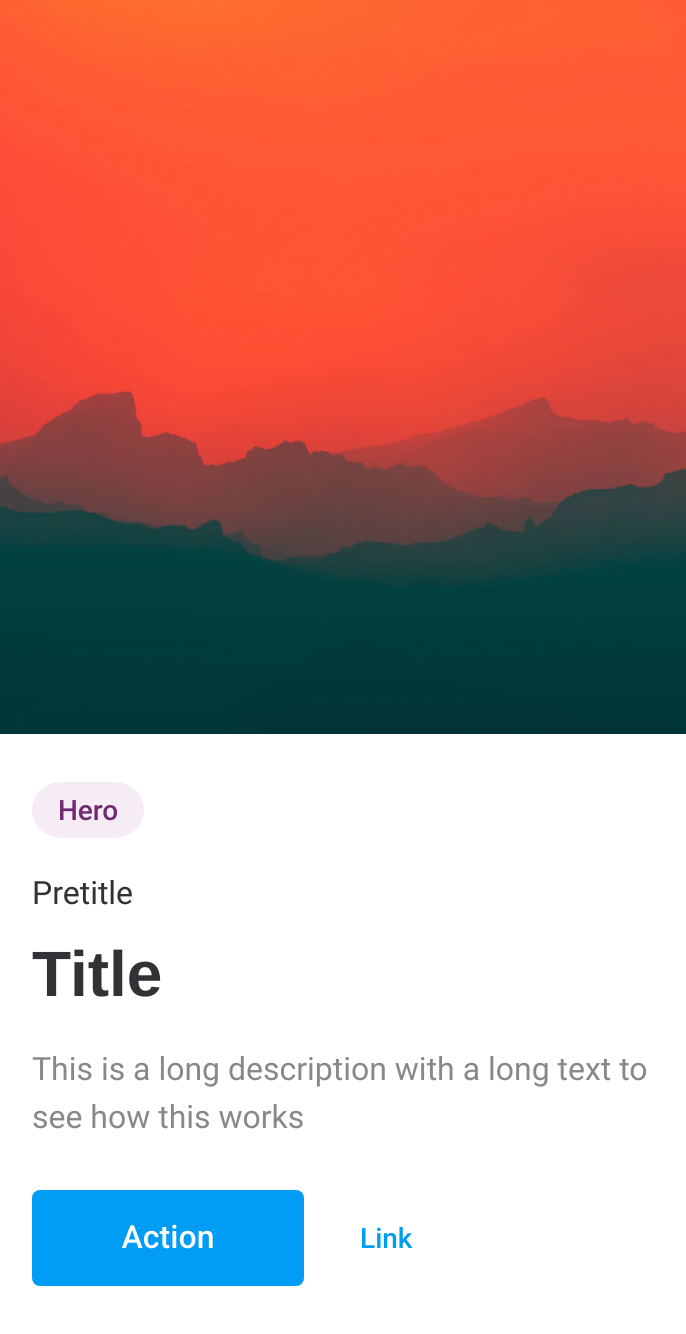 Hero
Pretitle
Title
This is a long description with a long text to
see how this works
Action
Link